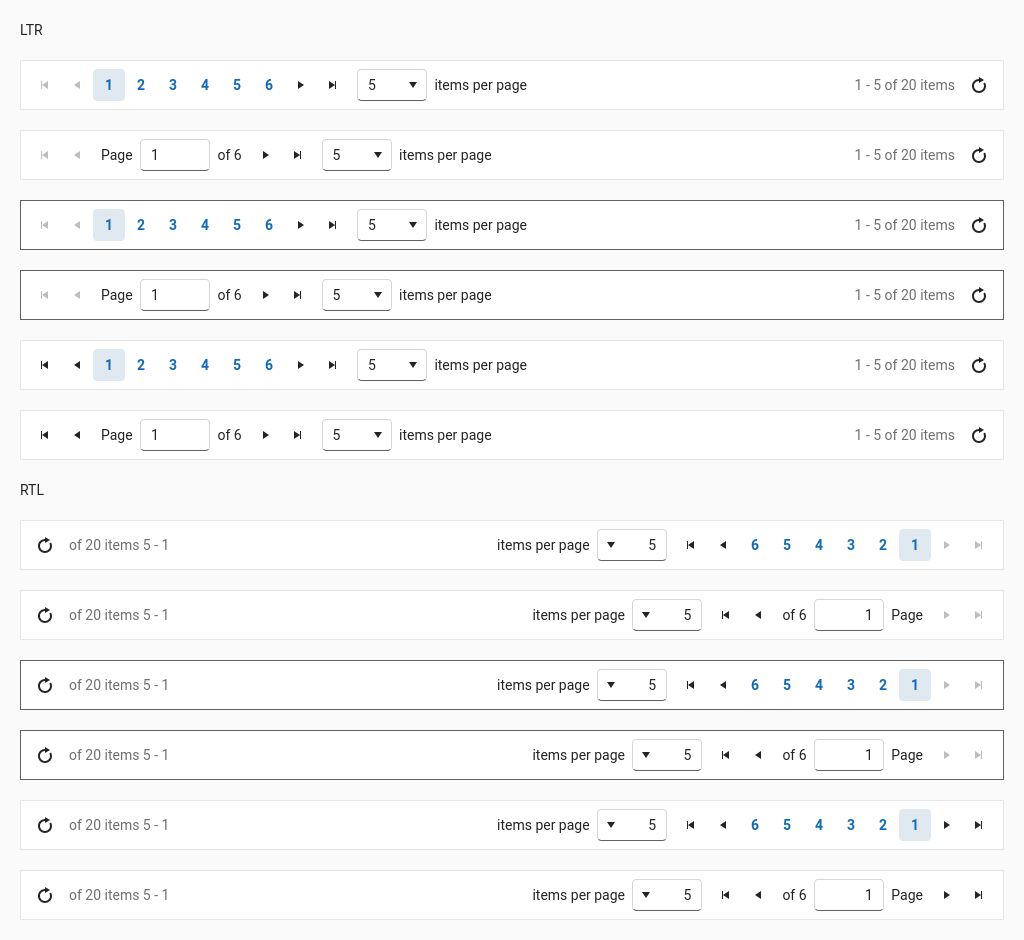 LTR
1 2 3 4 5 6 5 items per page 1 - 5 of 20 items
Page 1 of 6 5 items per page 1 - 5 of 20 items
1 2 3 4 5 6 5 items per page 1 - 5 of 20 items
Page 1 of 6 5 items per page 1 - 5 of 20 items
1 2 3 4 5 6 5 items per page 1 - 5 of 20 items
Page 1 of 6 5 items per page 1 - 5 of 20 items
RTL
of 20 items 5 - 1 items per page 5 6 5 4 3 2 1
of 20 items 5 - 1 items per page 5 of 6 1 Page
of 20 items 5 - 1 items per page 5 6 5 4 3 2 1
of 20 items 5 - 1 items per page 5 of 6 1 Page
of 20 items 5 - 1 items per page 5 6 5 4 3 2 1
of 20 items 5 - 1 items per page 5 of 6 1 Page